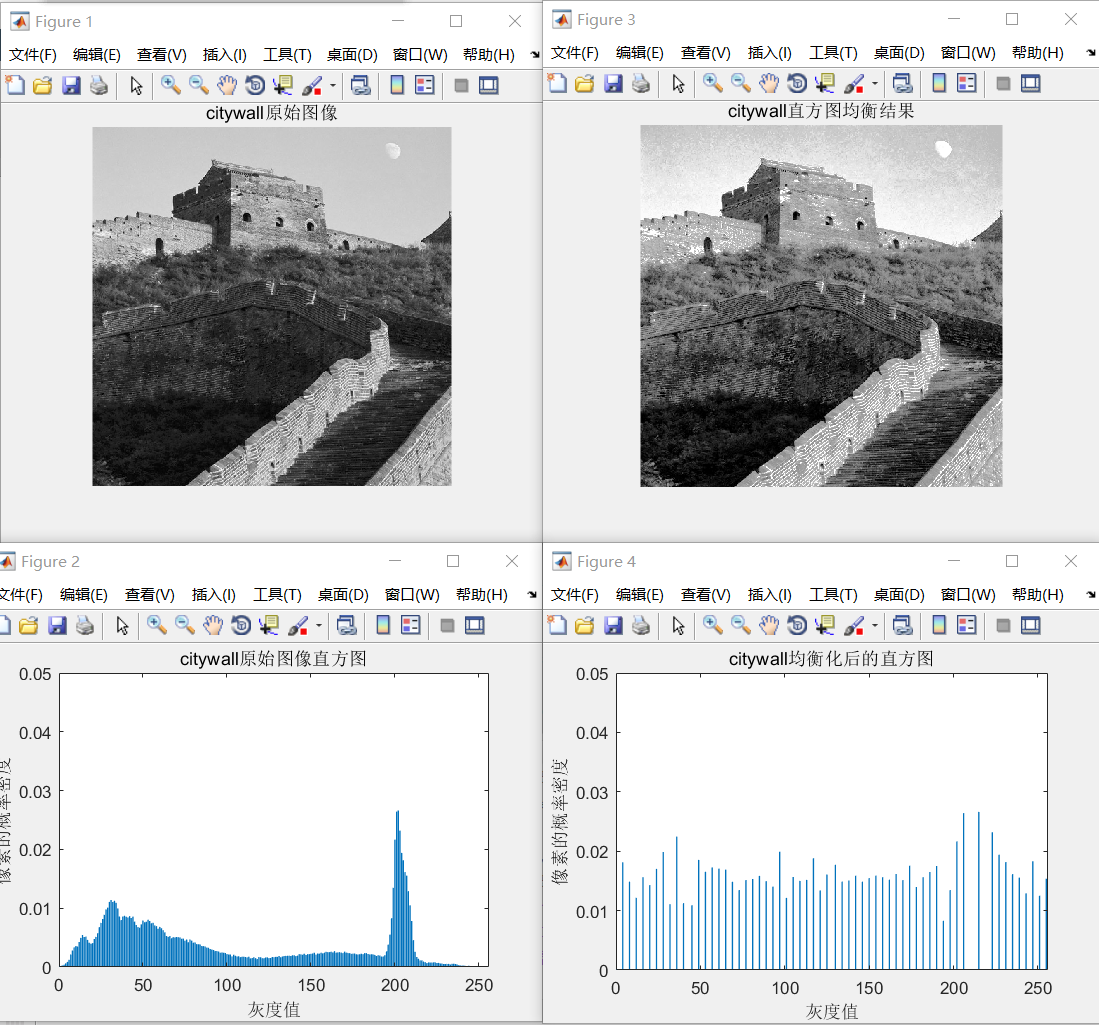 Figure 1
文件(F) 编辑(E) 查看(V) 插入(I) 工具(T) 桌面(D) 窗口(W) 帮助(H)
citywall原始图像
Figure 3
文件(F) 编辑(E) 查看(V) 插入(I) 工具(T) 桌面(D) 窗口(W) 帮助(H)
citywall直方图均衡结果
Figure 2
文件(F) 编辑(E) 查看(V) 插入(I) 工具(T) 桌面(D) 窗口(W) 帮助(H)
citywall原始图像直方图
0.05
0.04
0.03
0.02
0.01
0
像素的概率密度
0 50 100 150 200 250
灰度值
Figure 4
文件(F) 编辑(E) 查看(V) 插入(I) 工具(T) 桌面(D) 窗口(W) 帮助(H)
citywall均衡化后的直方图
0.05
0.04
0.03
0.02
0.01
0
像素的概率密度
0 50 100 150 200 250
灰度值